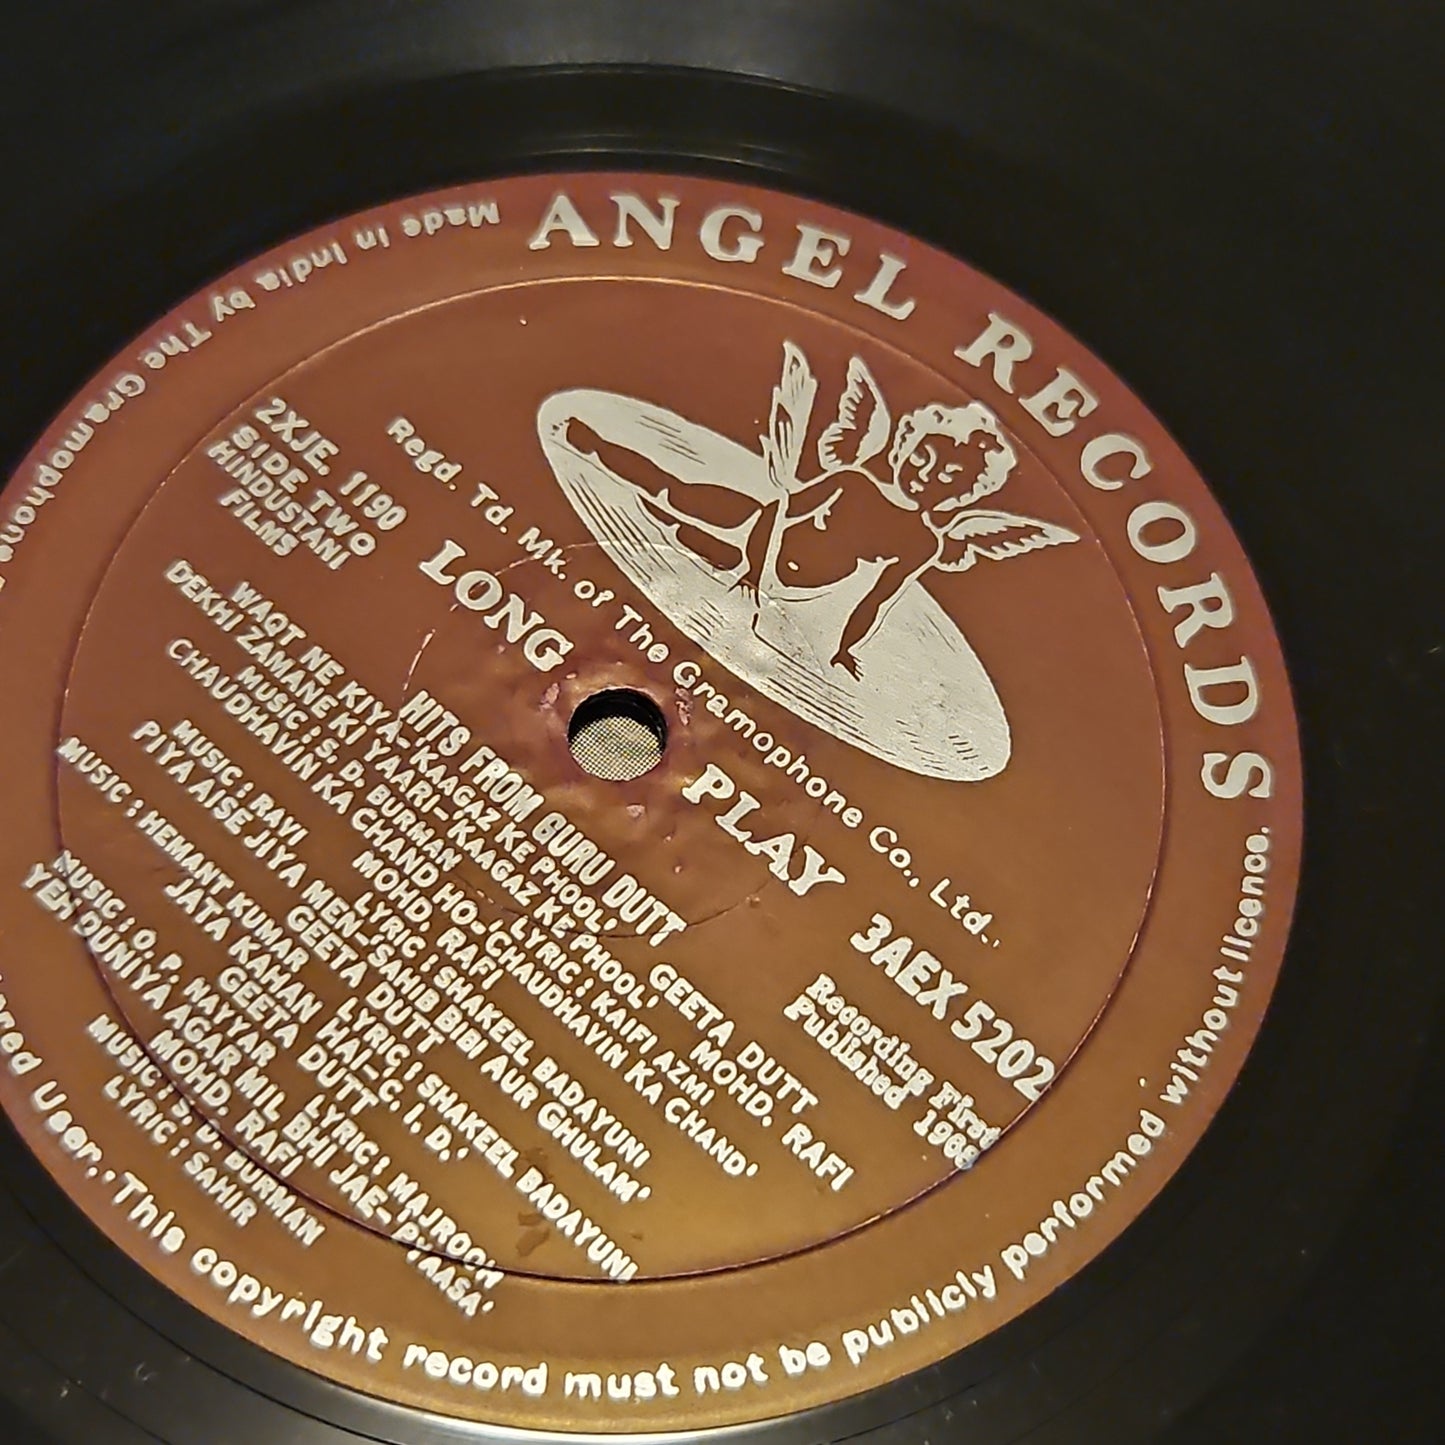 ANGEL RECORDS
Made in India by The Gramophone
Regd. Td. Mk. of The Gramophone Co., Ltd.
2XJE. 1190
SIDE TWO
HINDUSTANI
FILMS
LONG PLAY
3AEX 5202
Recording First
Published 1968
HITS FROM GURU DUTT
WAQT NE KIYA-'KAAGAZ KE PHOOL' GEETA DUTT
DEKHI ZAMANE KI YAARI-'KAAGAZ KE PHOOL' MOHD. RAFI
MUSIC : S. D. BURMAN LYRIC : KAIFI AZMI
CHAUDHAVIN KA CHAND HO-'CHAUDHAVIN KA CHAND'
MOHD. RAFI
MUSIC : RAVI LYRIC : SHAKEEL BADAYUNI
PIYA AISE JIYA MEN-'SAHIB BIBI AUR GHULAM'
GEETA DUTT
MUSIC : HEMANT KUMAR LYRIC : SHAKEEL BADAYUNI
JATA KAHAN HAI-C. I. D.'
GEETA DUTT
MUSIC : O. P. NAYYAR LYRIC : MAJROOH
YEH DUNIYA AGAR MIL BHI JAE-'PYAASA'
MOHD. RAFI
MUSIC : S. D. BURMAN
LYRIC : SAHIR
User. • This copyright record must not be publicly performed without licence.